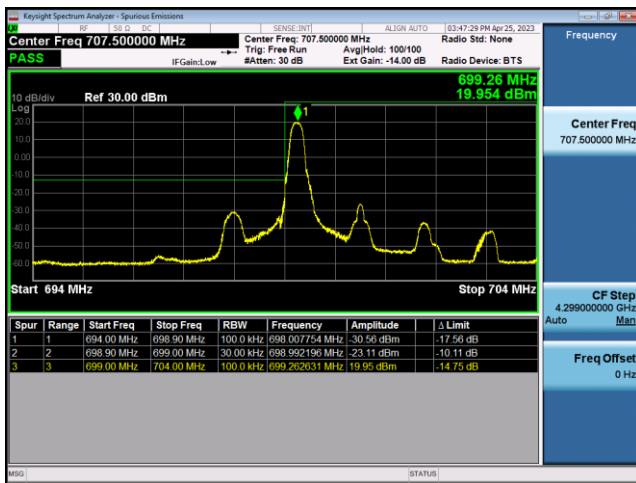 Keysight Spectrum Analyzer - Spurious Emissions
RF 50 Ω DC SENSE:INT ALIGN AUTO 03:47:29 PM Apr 25, 2023
Center Freq 707.500000 MHz
Center Freq: 707.500000 MHz Radio Std: None
Trig: Free Run Avg|Hold: 100/100
PASS IFGain:Low #Atten: 30 dB Ext Gain: -14.00 dB Radio Device: BTS
699.26 MHz
10 dB/div Ref 30.00 dBm 19.954 dBm
Log
1
20.0
10.0
0.00
-10.0
-20.0
-30.0
-40.0
-50.0
-60.0
Start 694 MHz Stop 704 MHz
Spur Range Start Freq Stop Freq RBW Frequency Amplitude Δ Limit
1 1 694.00 MHz 698.90 MHz 100.0 kHz 698.007754 MHz -30.56 dBm -17.56 dB
2 2 698.90 MHz 699.00 MHz 30.00 kHz 698.992196 MHz -23.11 dBm -10.11 dB
3 3 699.00 MHz 704.00 MHz 100.0 kHz 699.262631 MHz 19.95 dBm -14.75 dB
Frequency
Center Freq
707.500000 MHz
CF Step
4.299000000 GHz
Auto Man
Freq Offset
0 Hz
MSG STATUS